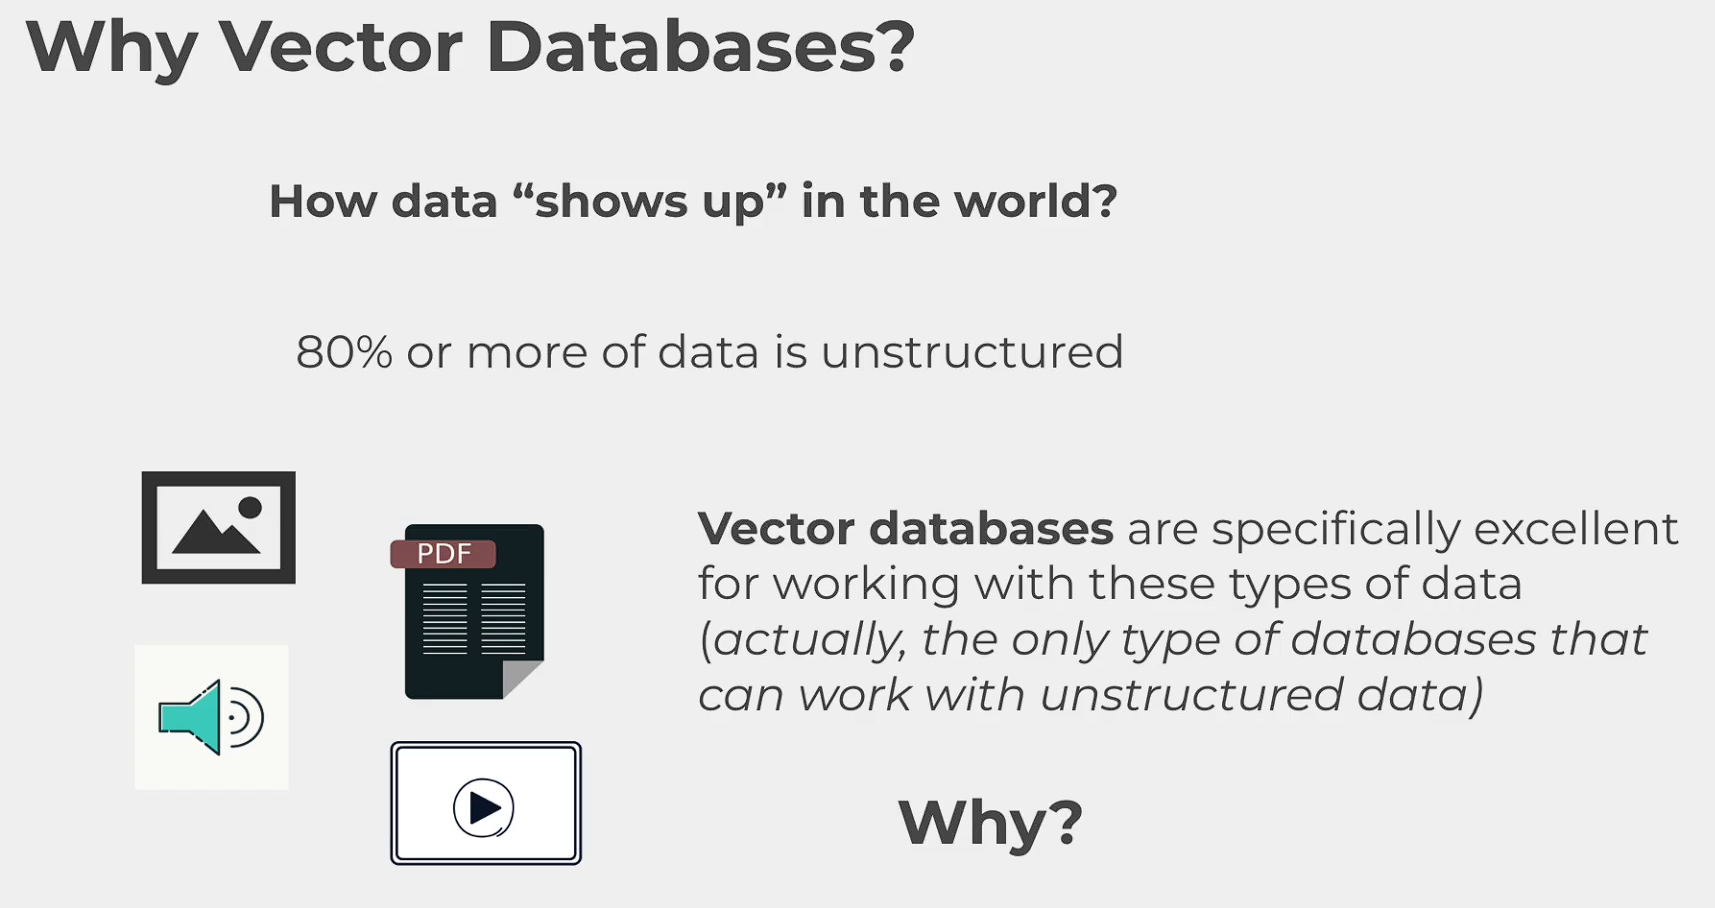 Why Vector Databases?
How data “shows up” in the world?
80% or more of data is unstructured
PDF
Vector databases are specifically excellent
for working with these types of data
(actually, the only type of databases that
can work with unstructured data)
Why?